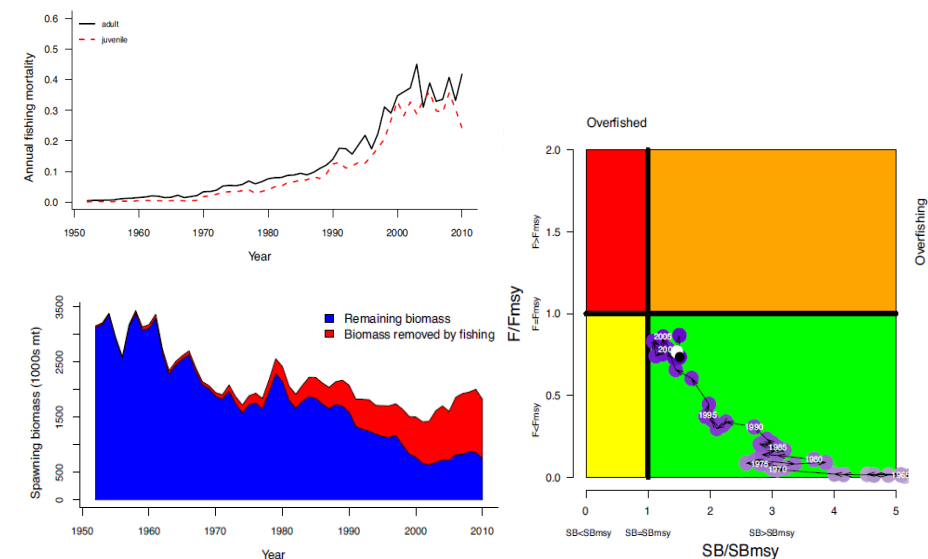 0.6
0.5
0.4
0.3
0.2
0.1
0.0
Annual fishing mortality
adult
juvenile
1950
1960
1970
1980
1990
2000
2010
Year
3500
2500
1500
500
0
Spawning biomass (1000s mt)
Remaining biomass
Biomass removed by fishing
1950
1960
1970
1980
1990
2000
2010
Year
Overfished
Overfishing
2.0
1.5
1.0
0.5
0.0
F/Fmsy
F>Fmsy
F=Fmsy
F<Fmsy
2005
1995
1990
1985
1980
1975
1970
0
1
2
3
4
5
SB<SBmsy
SB=SBmsy
SB>SBmsy
SB/SBmsy